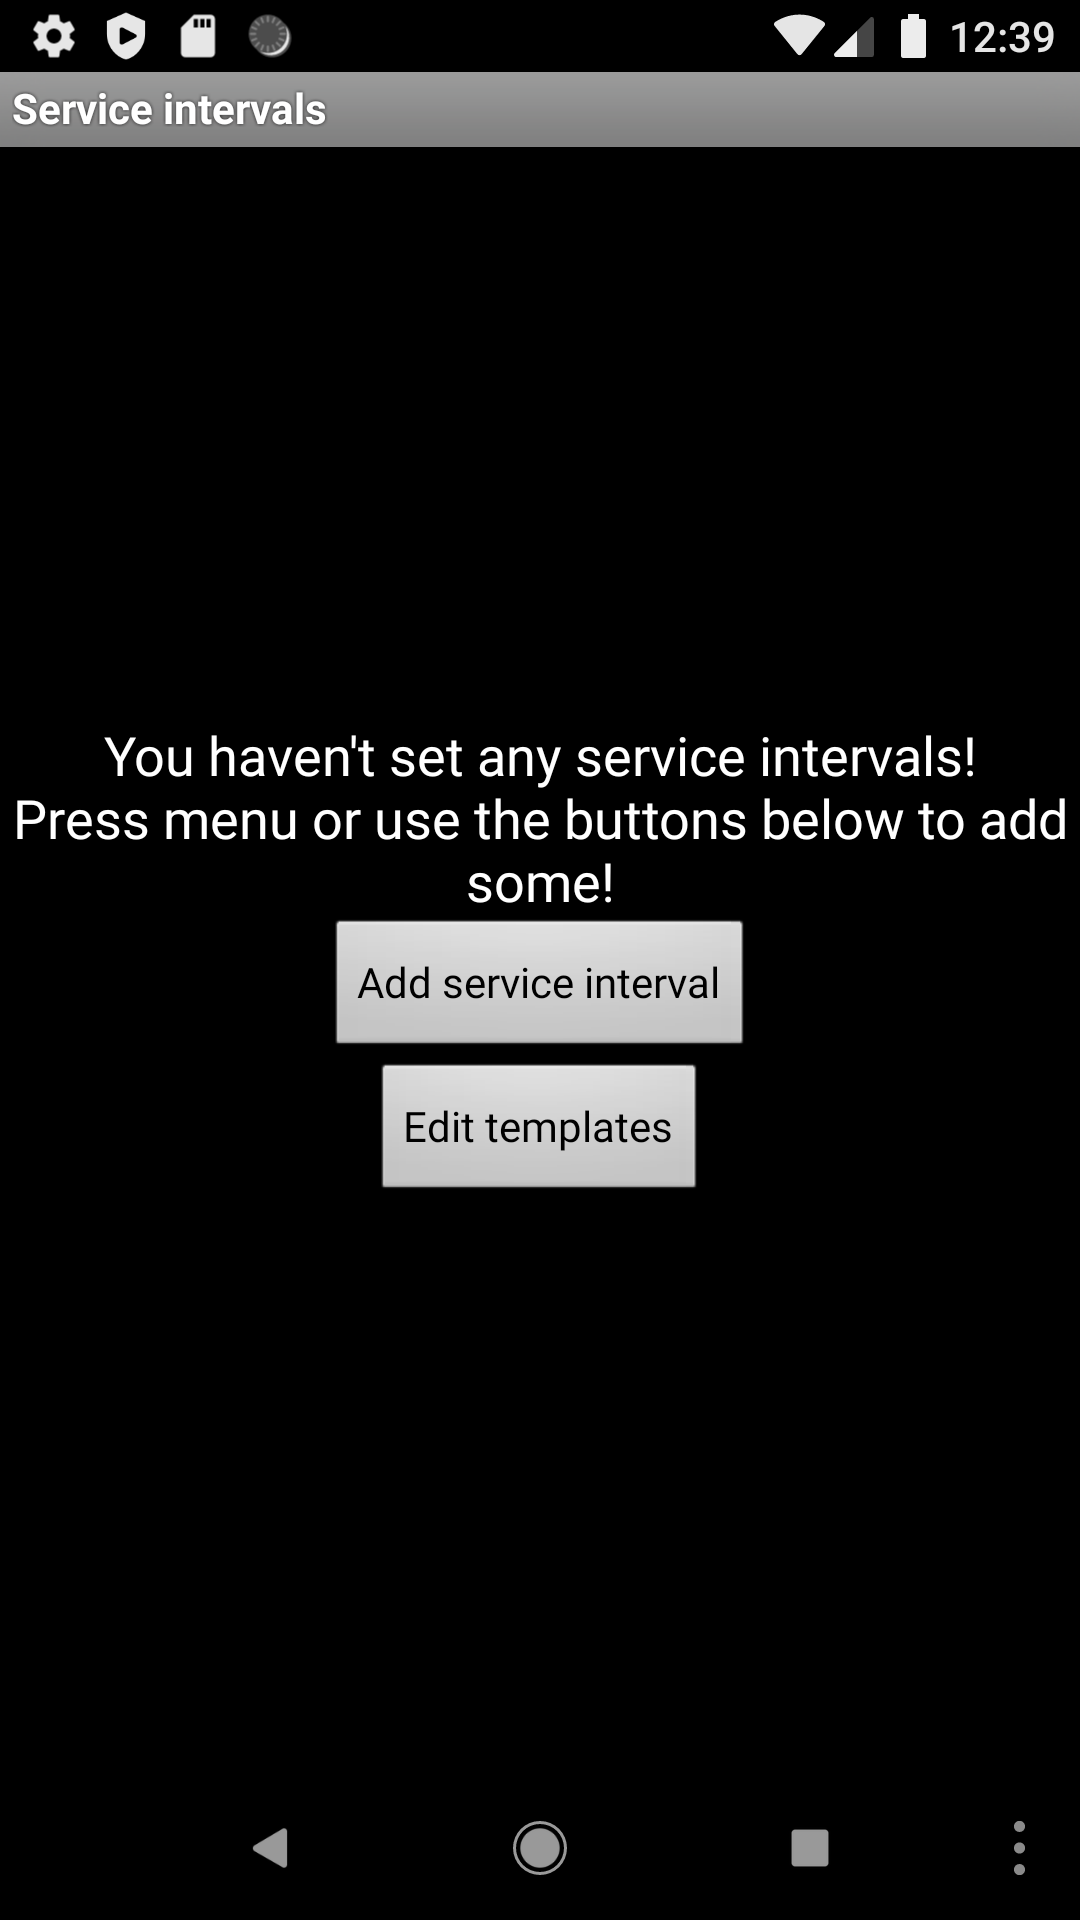 12:39
Service intervals
You haven't set any service intervals!
Press menu or use the buttons below to add
some!
Add service interval
Edit templates